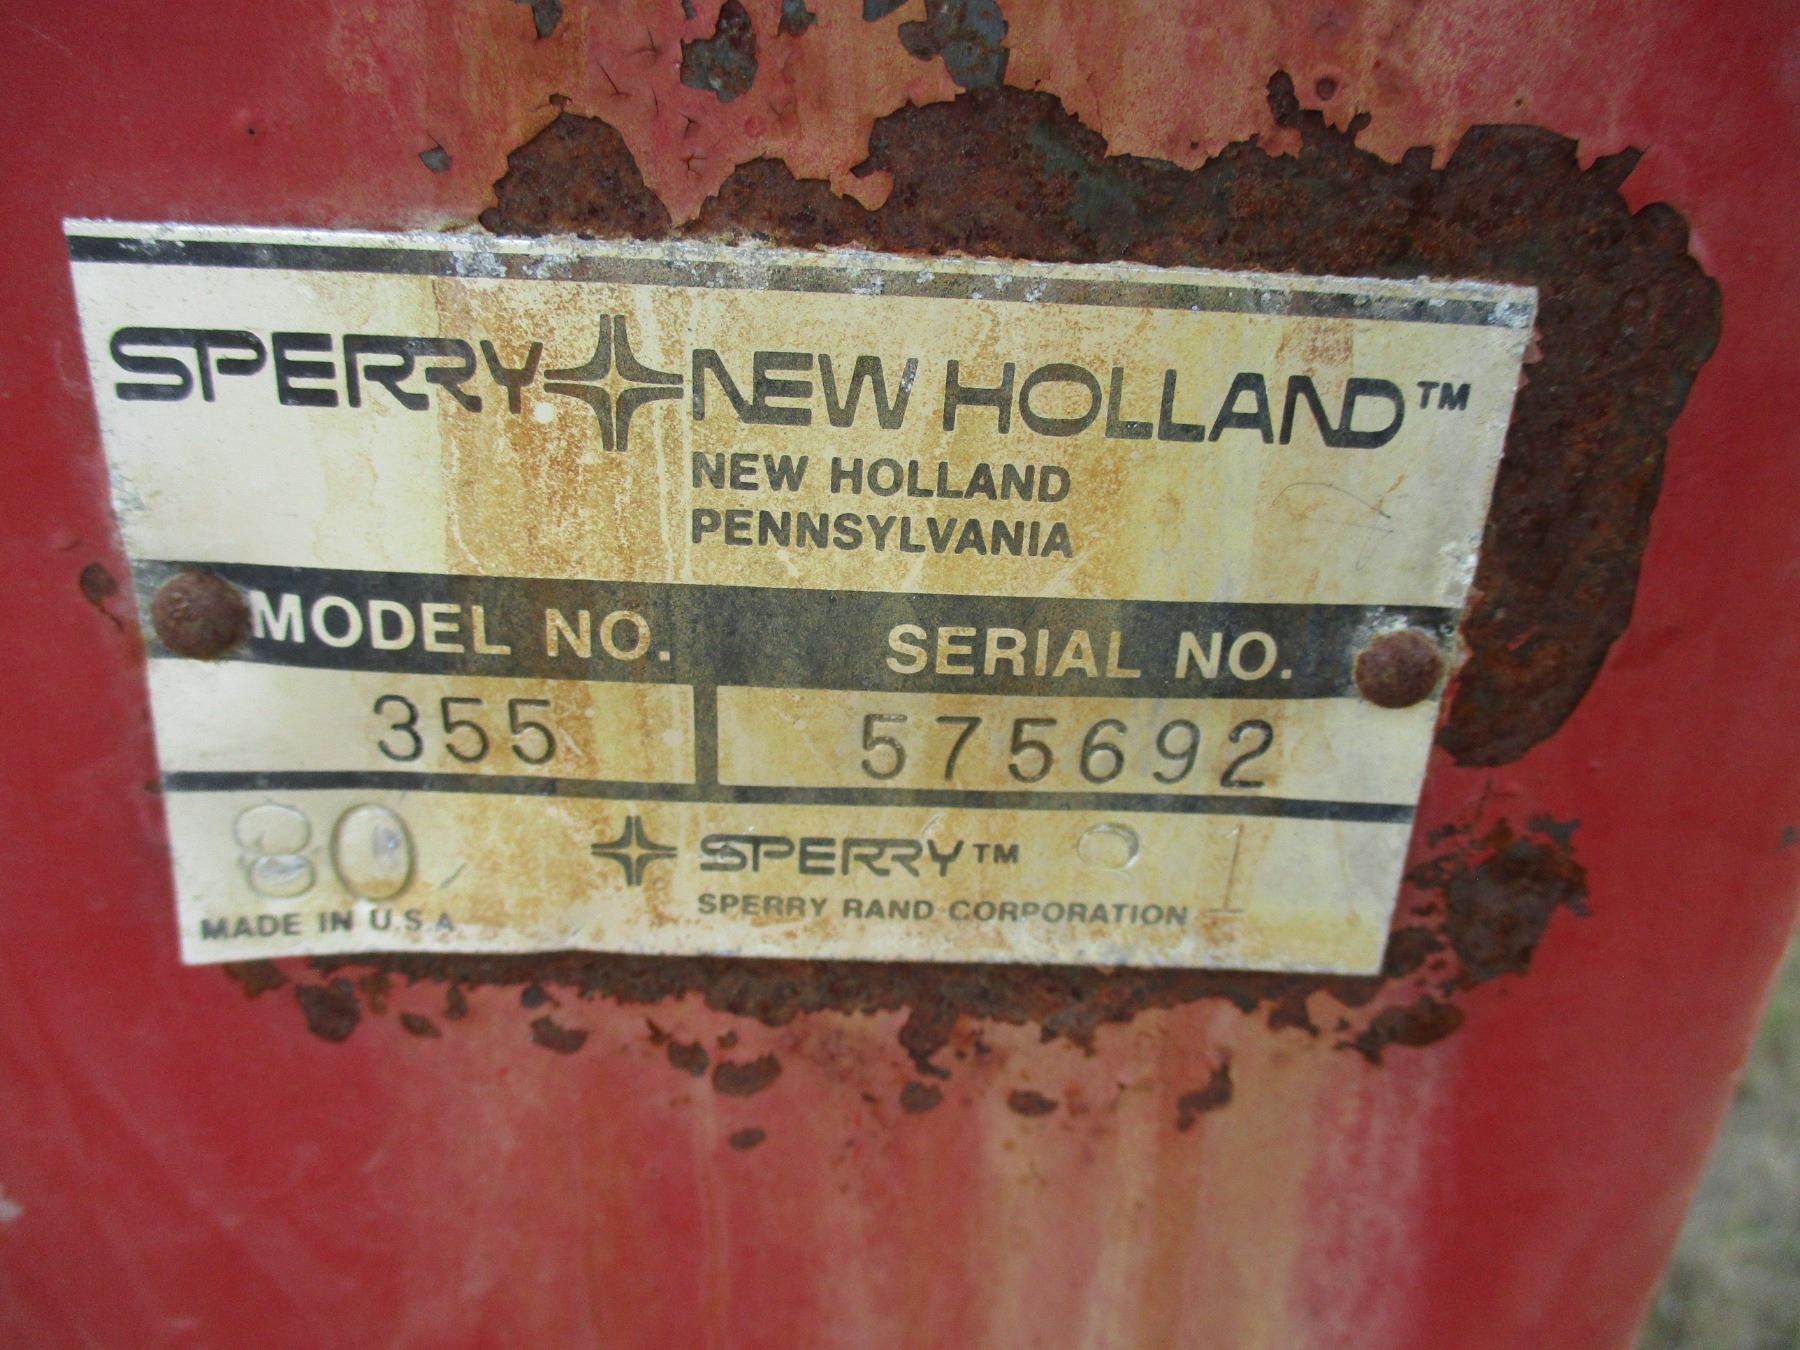 SPERRY NEW HOLLAND™
NEW HOLLAND
PENNSYLVANIA
MODEL NO. SERIAL NO.
355 575692
80 SPERRY™
MADE IN U.S.A. SPERRY RAND CORPORATION